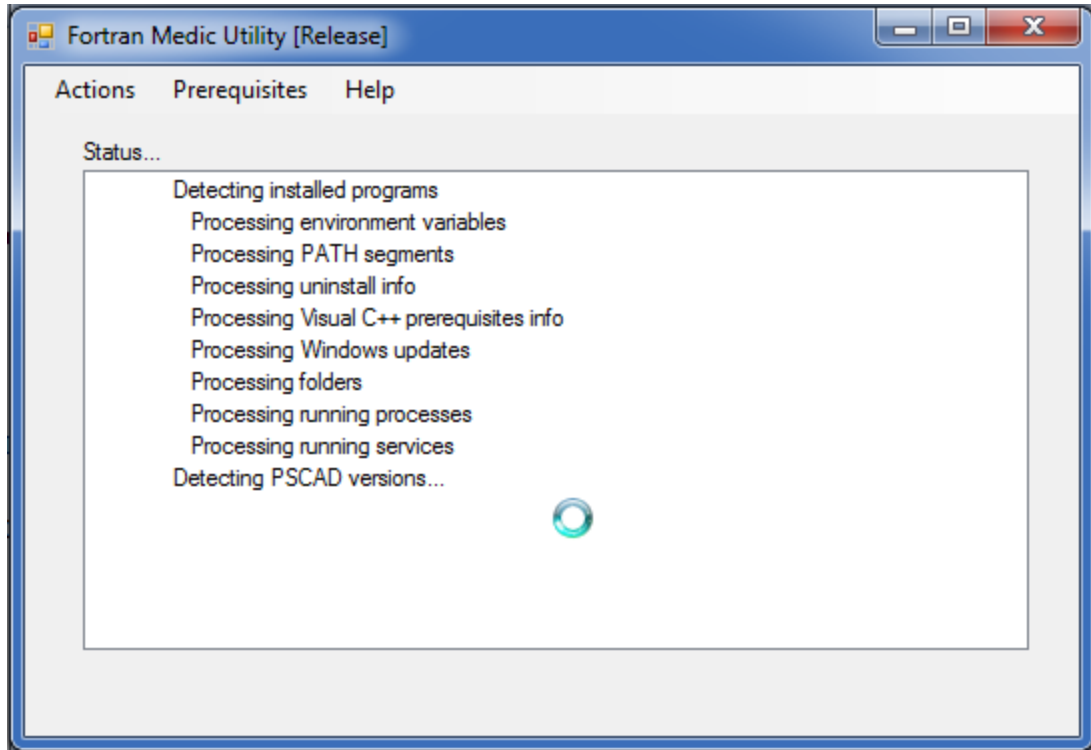 Fortran Medic Utility [Release]
Actions Prerequisites Help
Status...
Detecting installed programs
Processing environment variables
Processing PATH segments
Processing uninstall info
Processing Visual C++ prerequisites info
Processing Windows updates
Processing folders
Processing running processes
Processing running services
Detecting PSCAD versions...